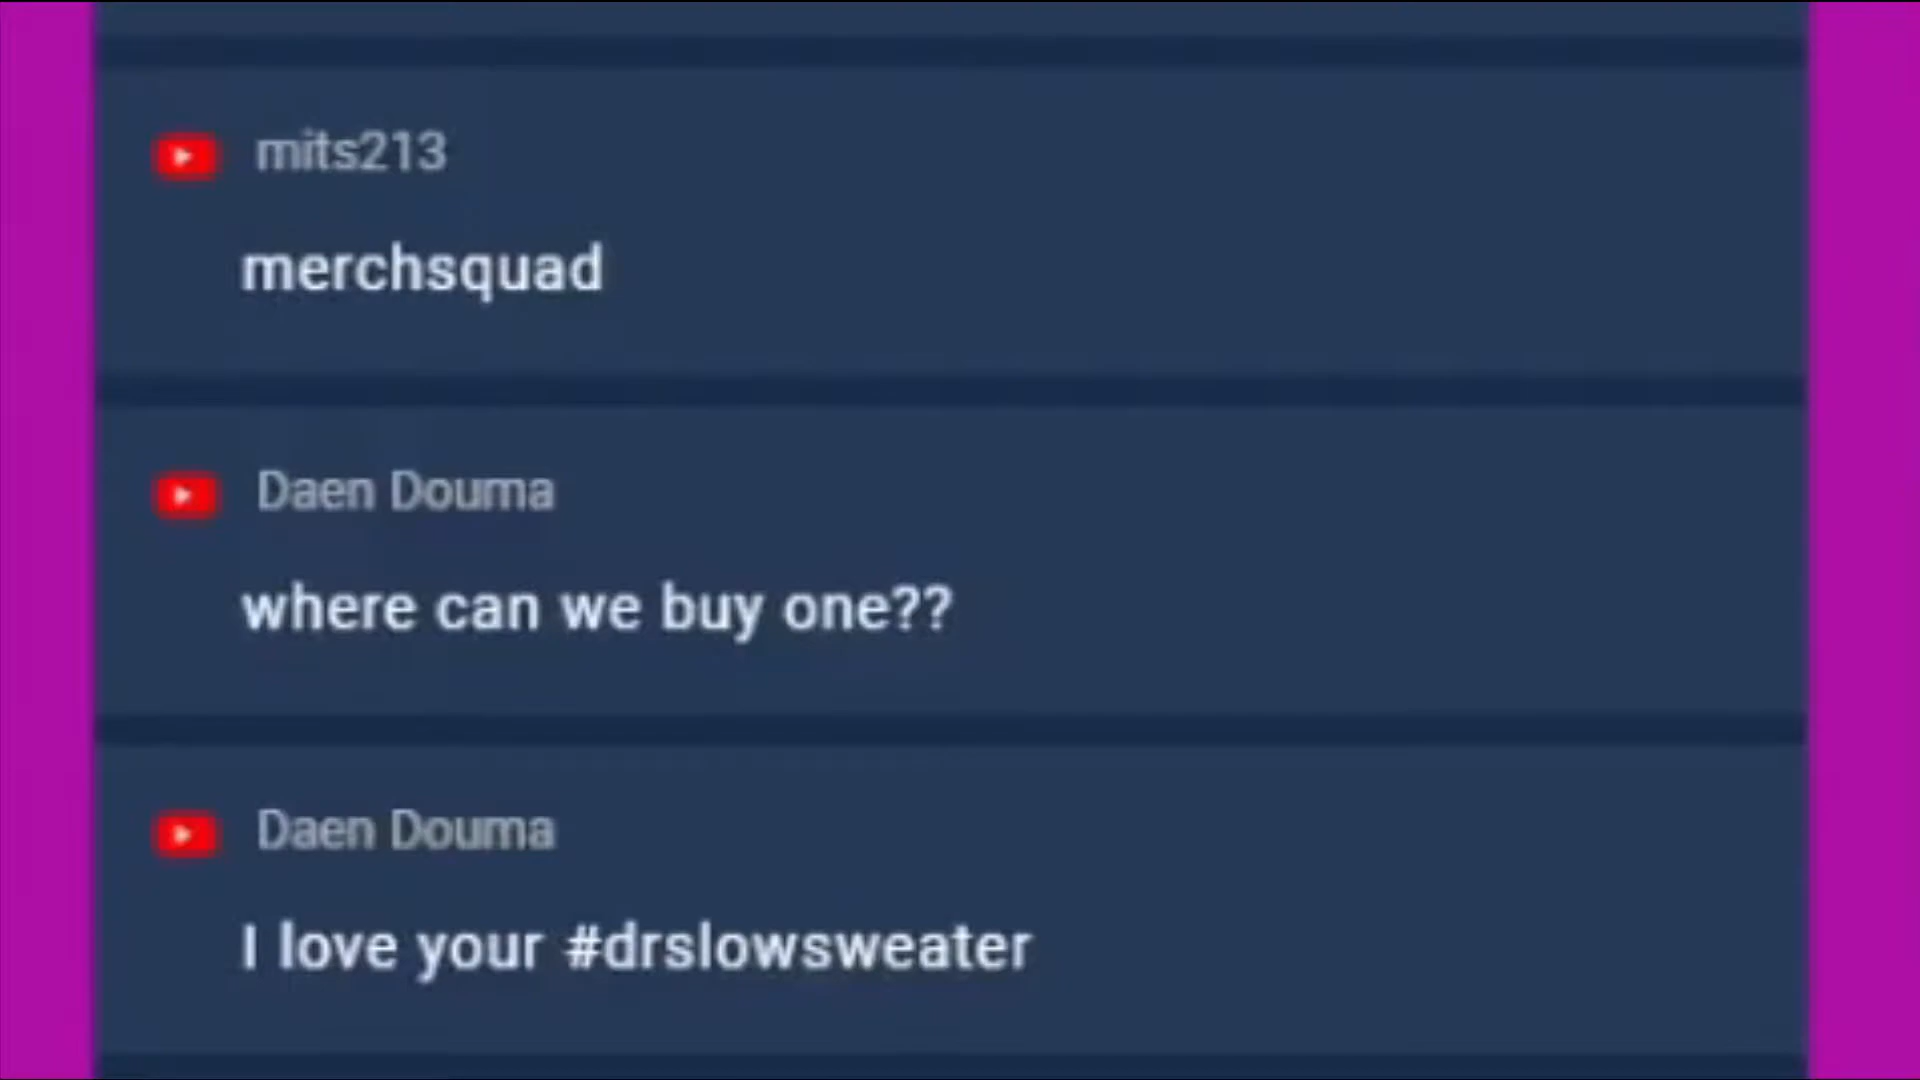 mits213
merchsquad
Daen Douma
where can we buy one??
Daen Douma
I love your #drslowsweater